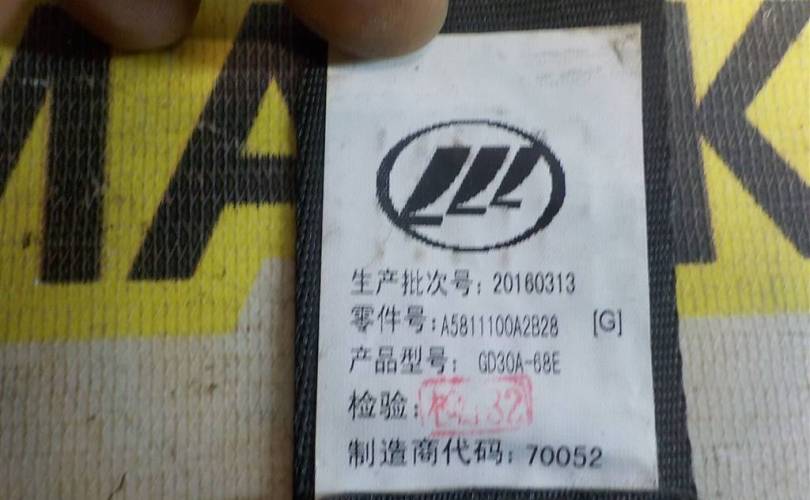 MA K
生产批次号: 20160313
零件号:A5811100A2B28 [G]
产品型号: GD30A-68E
检验:
制造商代码: 70052